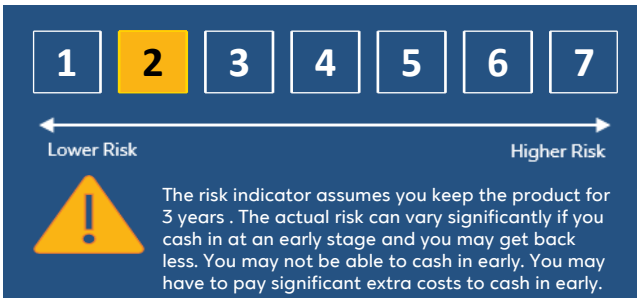 1 2 3 4 5 6 7
Lower Risk Higher Risk
!
The risk indicator assumes you keep the product for
3 years . The actual risk can vary significantly if you
cash in at an early stage and you may get back
less. You may not be able to cash in early. You may
have to pay significant extra costs to cash in early.